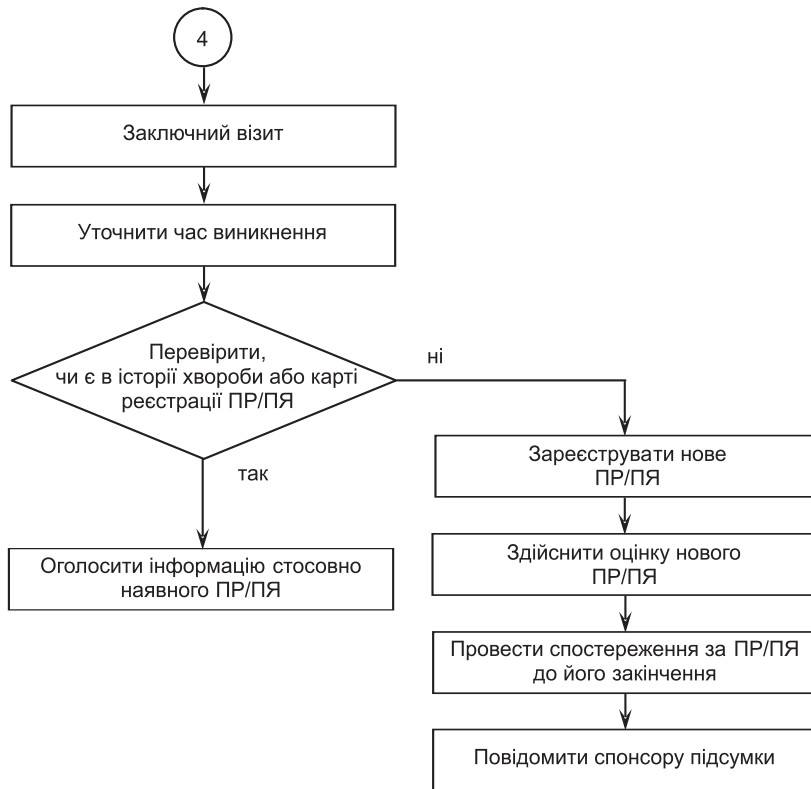 4
Заключний візит
Уточнити час виникнення
Перевірити,
чи є в історії хвороби або карті
реєстрації ПР/ПЯ
ні
так
Оголосити інформацію стосовно
наявного ПР/ПЯ
Зареєструвати нове
ПР/ПЯ
Здійснити оцінку нового
ПР/ПЯ
Провести спостереження за ПР/ПЯ
до його закінчення
Повідомити спонсору підсумки